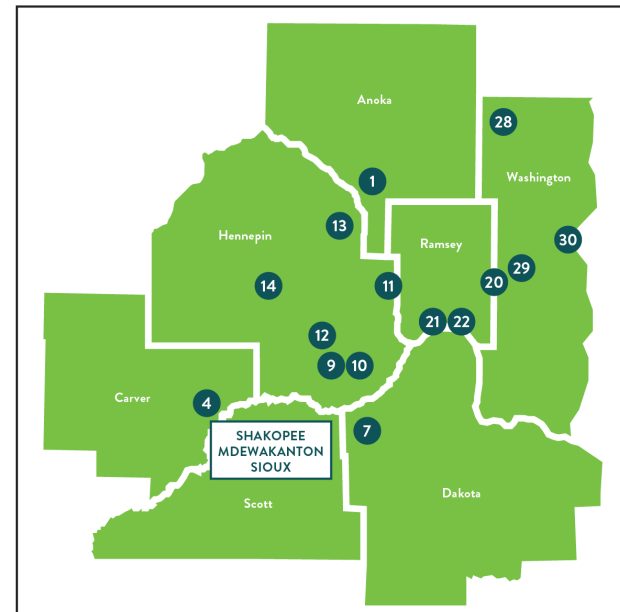 Anoka
28
1
Washington
13
Hennepin
Ramsey
30
29
14
11
20
21
22
12
9
10
Carver
4
7
SHAKOPEE
MDEWAKANTON
SIOUX
Dakota
Scott